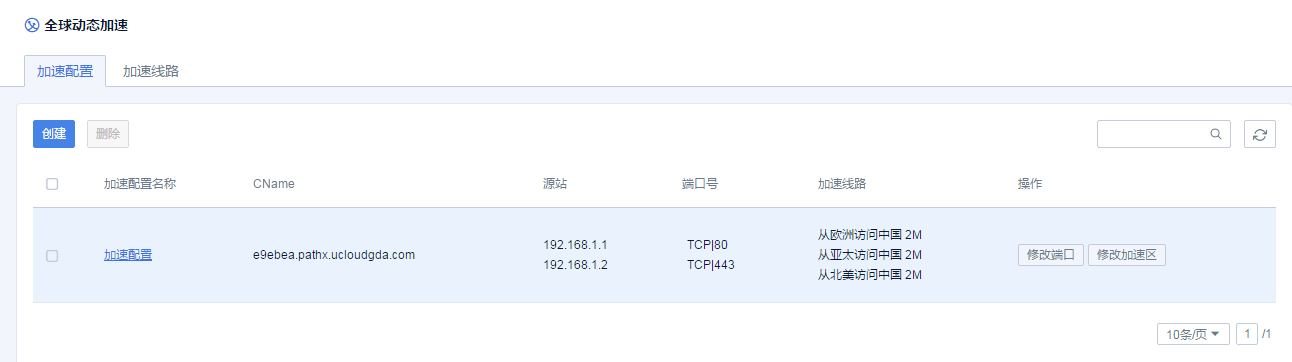 全球动态加速
加速配置 加速线路
创建 删除
加速配置名称 CName 源站 端口号 加速线路 操作
加速配置 e9ebea.pathx.ucloudgda.com 192.168.1.1 TCP|80 从欧洲访问中国 2M 修改端口 修改加速区
192.168.1.2 TCP|443 从亚太访问中国 2M
从北美访问中国 2M
10条/页 1 /1